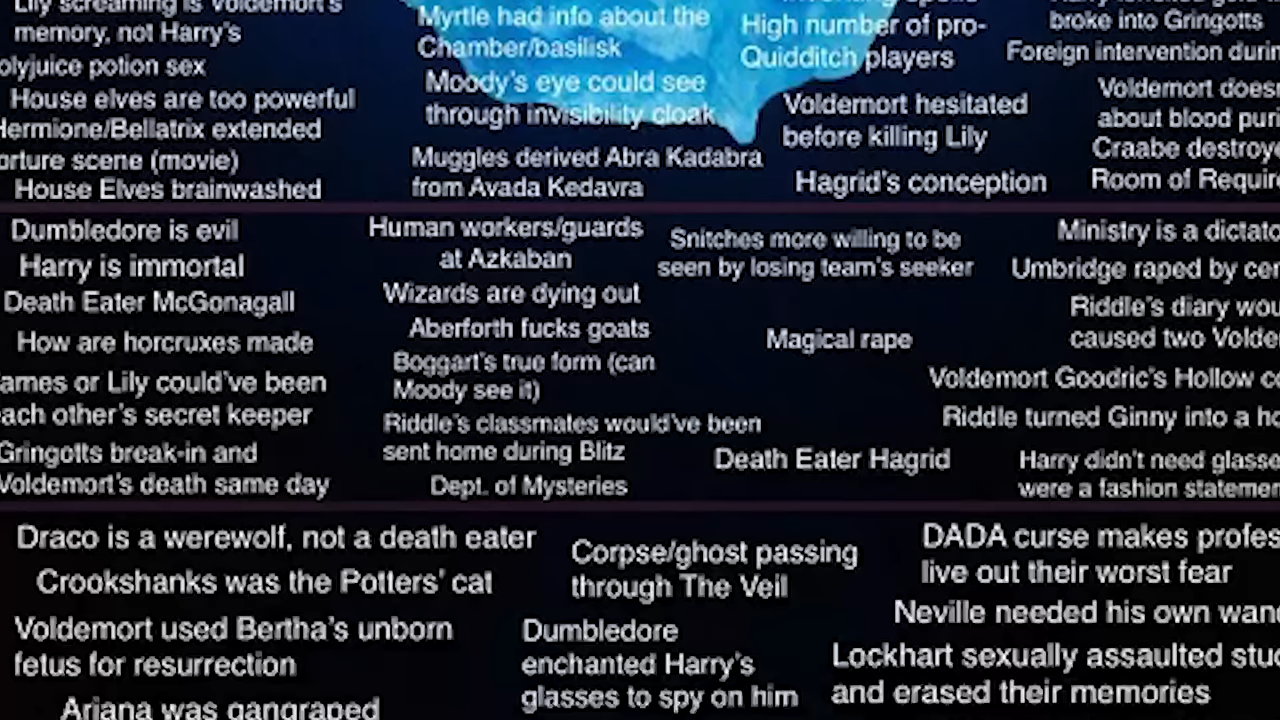 Lily screaming is Voldemort's
memory, not Harry's
olyjuice potion sex
House elves are too powerful
Hermione/Bellatrix extended
orture scene (movie)
House Elves brainwashed
Myrtle had info about the
Chamber/basilisk
Moody's eye could see
through invisibility cloak
Muggles derived Abra Kadabra
from Avada Kedavra
High number of pro-
Quidditch players
Voldemort hesitated
before killing Lily
Hagrid's conception
broke into Gringotts
Foreign intervention durin
Voldemort does
about blood puri
Craabe destroye
Room of Require
Dumbledore is evil
Harry is immortal
Death Eater McGonagall
How are horcruxes made
James or Lily could've been
each other's secret keeper
Gringotts break-in and
Voldemort's death same day
Human workers/guards
at Azkaban
Wizards are dying out
Aberforth fucks goats
Boggart's true form (can
Moody see it)
Riddle's classmates would've been
sent home during Blitz
Dept. of Mysteries
Snitches more willing to be
seen by losing team's seeker
Magical rape
Death Eater Hagrid
Ministry is a dictato
Umbridge raped by cen
Riddle's diary wou
caused two Volde
Voldemort Goodric's Hollow co
Riddle turned Ginny into a ho
Harry didn't need glasse
were a fashion statemen
Draco is a werewolf, not a death eater
Crookshanks was the Potters' cat
Voldemort used Bertha's unborn
fetus for resurrection
Ariana was gangraped
Corpse/ghost passing
through The Veil
Dumbledore
enchanted Harry's
glasses to spy on him
DADA curse makes profes
live out their worst fear
Neville needed his own wan
Lockhart sexually assaulted stu
and erased their memories